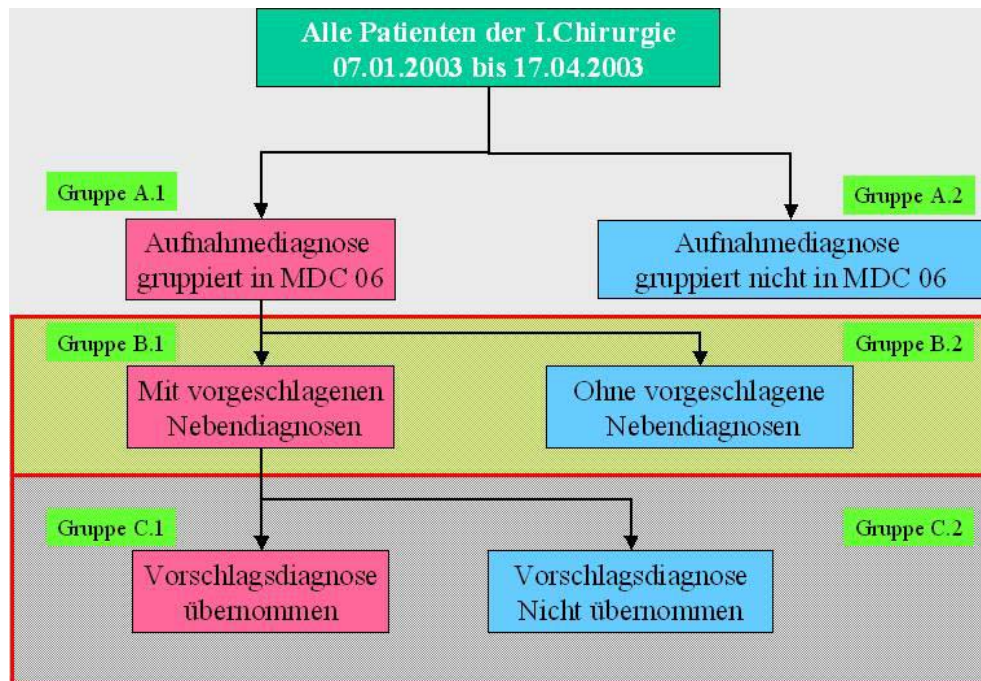 Alle Patienten der I.Chirurgie
07.01.2003 bis 17.04.2003
Gruppe A.1
Gruppe A.2
Aufnahmediagnose
gruppiert in MDC 06
Aufnahmediagnose
gruppiert nicht in MDC 06
Gruppe B.1
Gruppe B.2
Mit vorgeschlagenen
Nebendiagnosen
Ohne vorgeschlagene
Nebendiagnosen
Gruppe C.1
Gruppe C.2
Vorschlagsdiagnose
übernommen
Vorschlagsdiagnose
Nicht übernommen